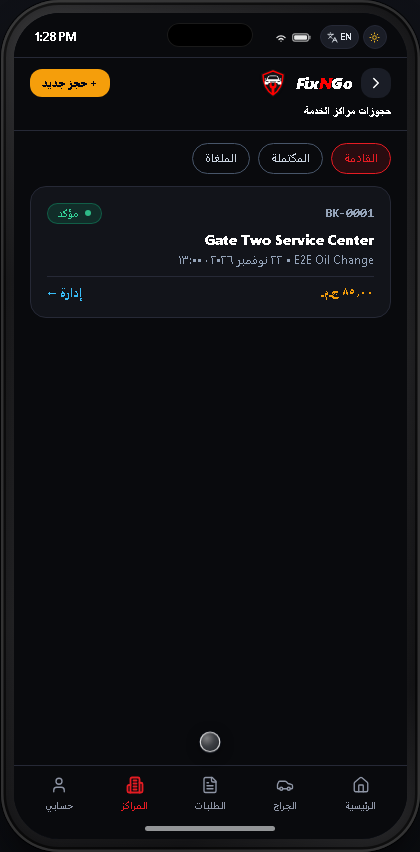 1:28 PM
EN
FixNGo
+ حجز جديد
حجوزات مراكز الخدمة
القادمة
المكتملة
الملغاة
BK-0001
مؤكد
Gate Two Service Center
E2E Oil Change • ٢٢ نوفمبر ٢٠٢٦ ١٣:٠٠
٨٥٫٠٠ ج.م.
إدارة ←
الرئيسية
الجراج
الطلبات
المراكز
حسابي